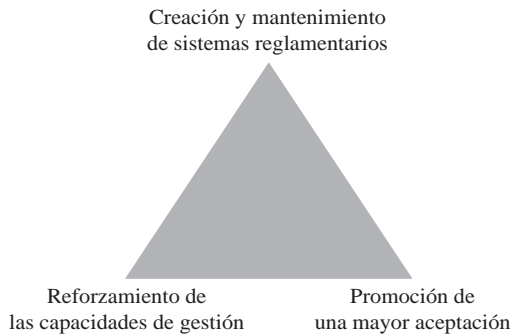 Creación y mantenimiento
de sistemas reglamentarios
Reforzamiento de
las capacidades de gestión
Promoción de
una mayor aceptación